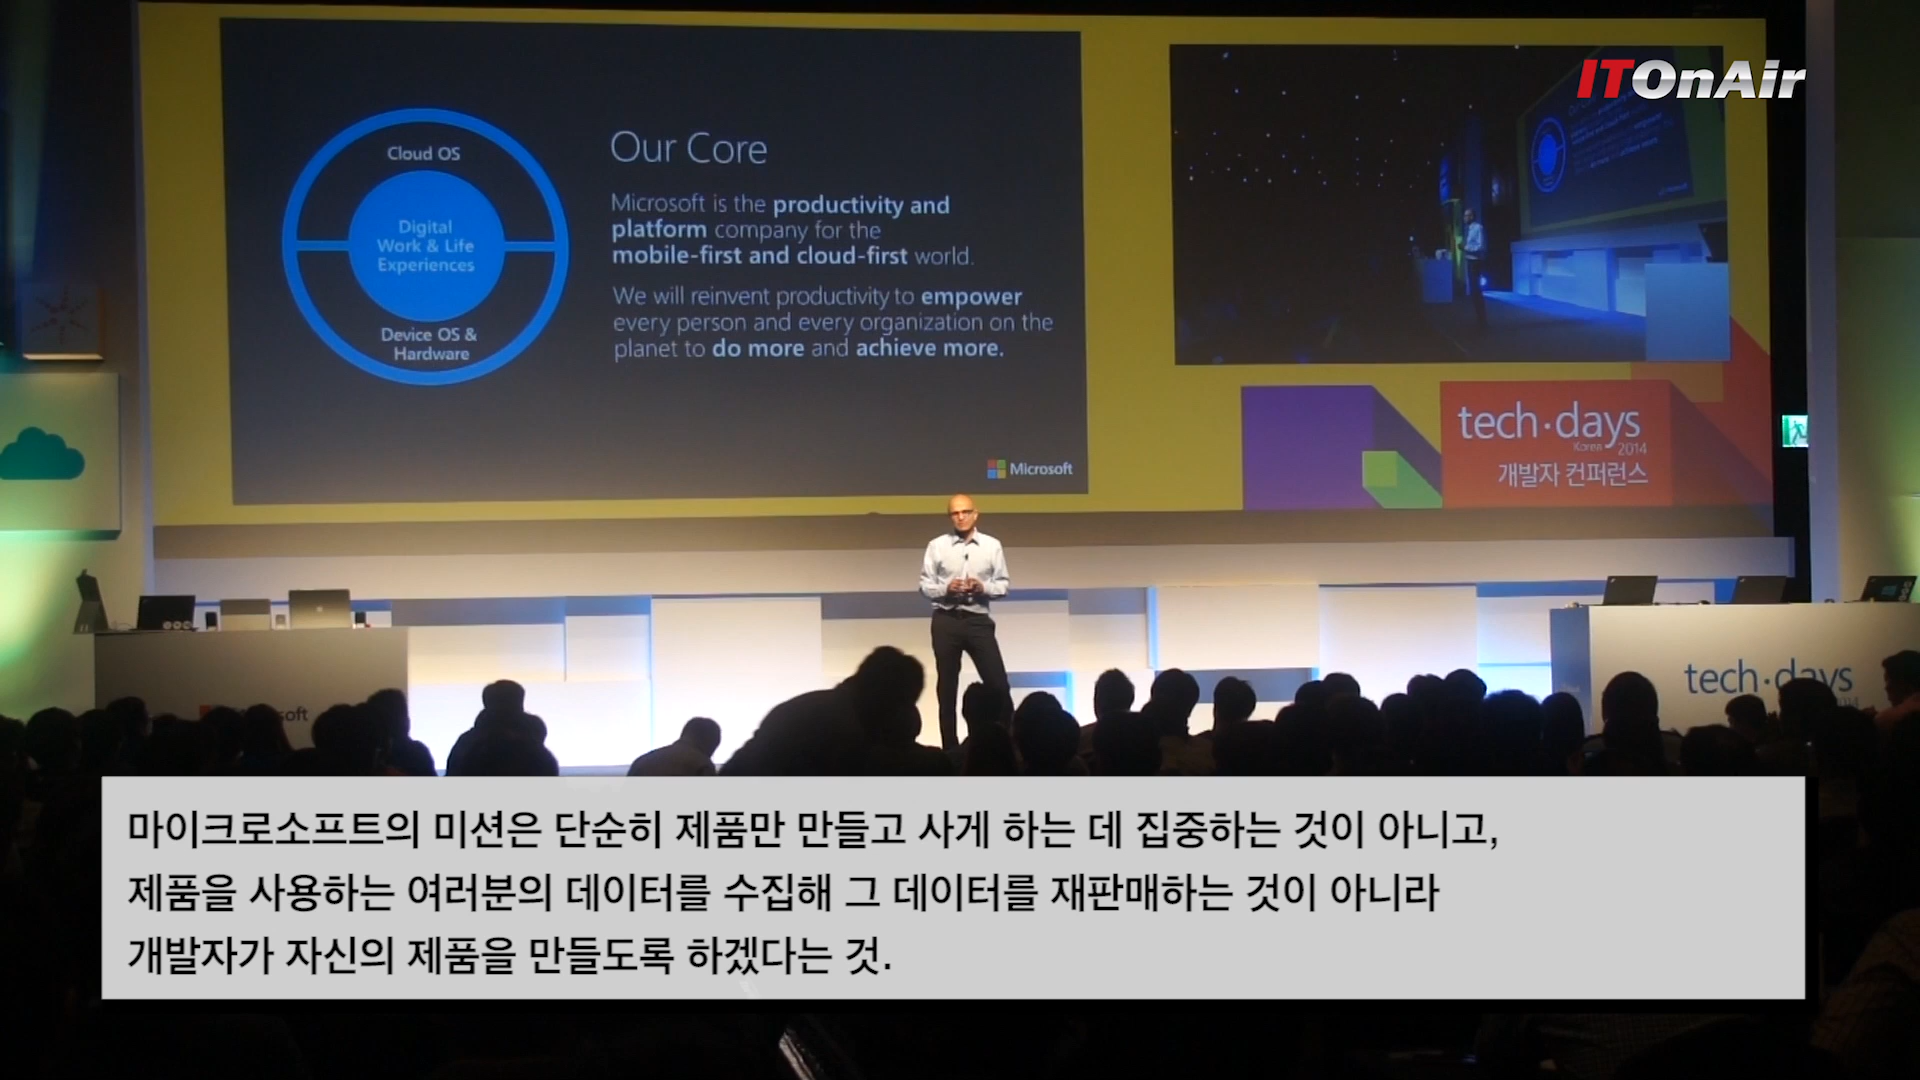 ITOnAir
Cloud OS
Digital
Work & Life
Experiences
Device OS &
Hardware
Our Core
Microsoft is the productivity and
platform company for the
mobile-first and cloud-first world.
We will reinvent productivity to empower
every person and every organization on the
planet to do more and achieve more.
Microsoft
tech·days
Korea 2014
개발자 컨퍼런스
tech·days
마이크로소프트의 미션은 단순히 제품만 만들고 사게 하는 데 집중하는 것이 아니고,
제품을 사용하는 여러분의 데이터를 수집해 그 데이터를 재판매하는 것이 아니라
개발자가 자신의 제품을 만들도록 하겠다는 것.